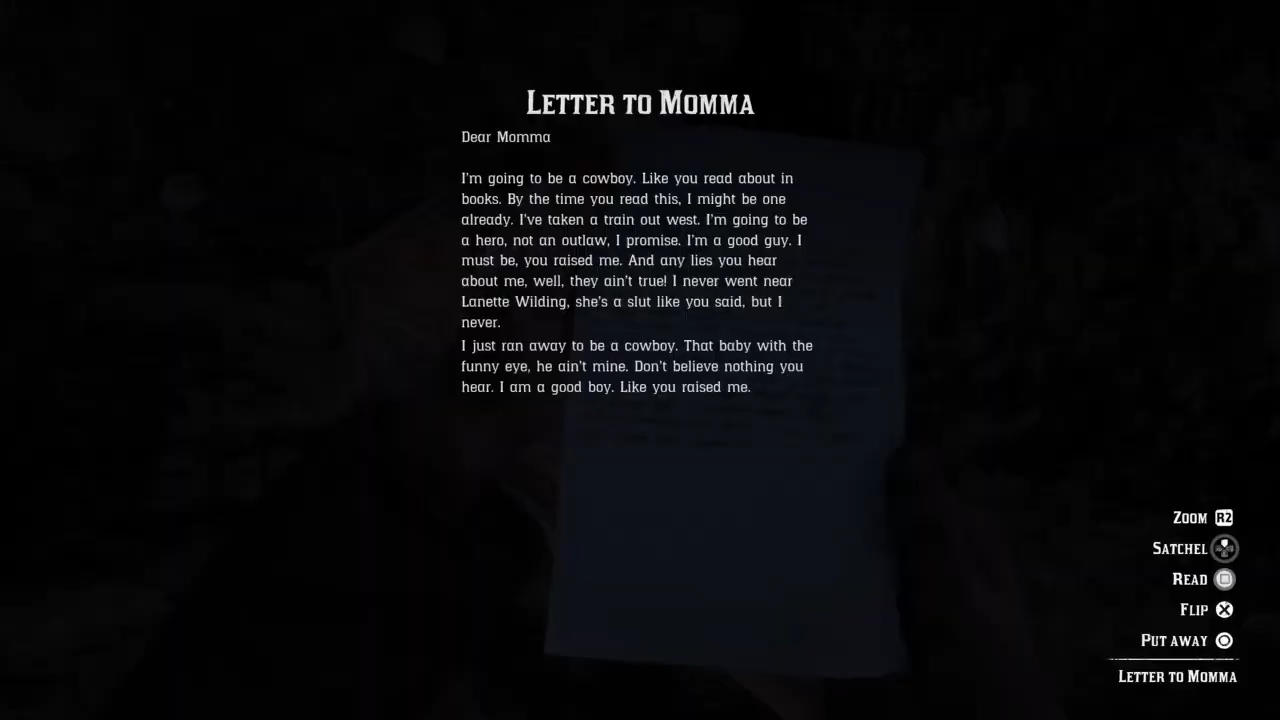 Letter to Momma
Dear Momma
I'm going to be a cowboy. Like you read about in
books. By the time you read this, I might be one
already. I've taken a train out west. I'm going to be
a hero, not an outlaw, I promise. I'm a good guy. I
must be, you raised me. And any lies you hear
about me, well, they ain't true! I never went near
Lanette Wilding, she's a slut like you said, but I
never.
I just ran away to be a cowboy. That baby with the
funny eye, he ain't mine. Don't believe nothing you
hear. I am a good boy. Like you raised me.
Zoom R2
Satchel
Read
Flip
Put away
Letter to Momma